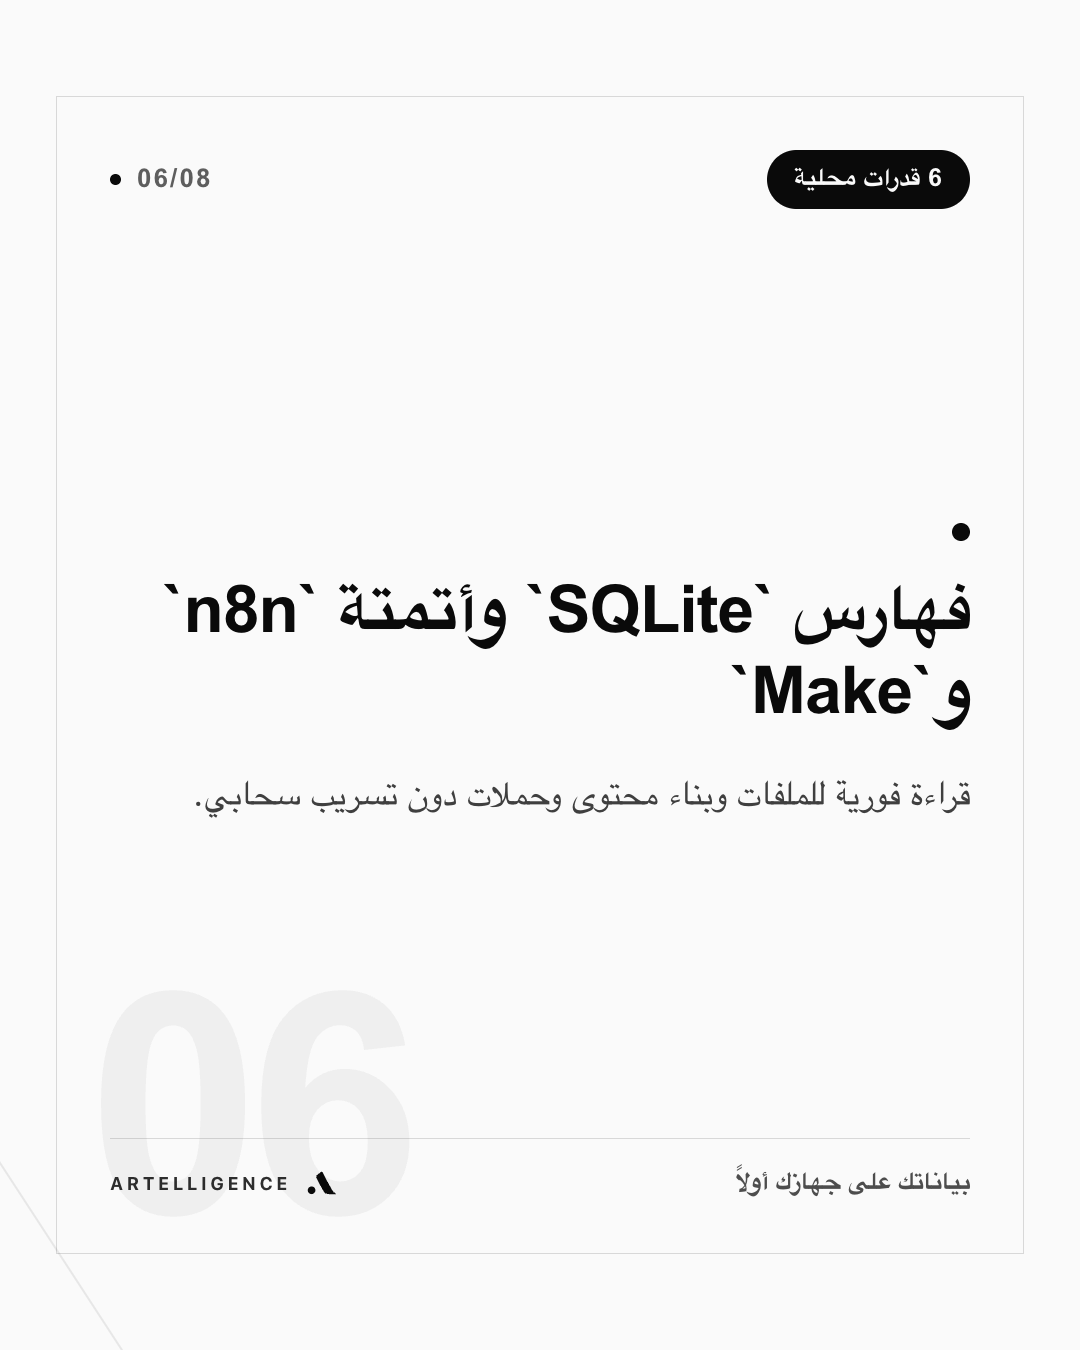 6 قدرات محلية
06/08
فهارس `SQLite` وأتمتة `n8n`
و`Make`
قراءة فورية للملفات وبناء محتوى وحملات دون تسريب سحابي.
06
بياناتك على جهازك أولاً
ARTELLIGENCE